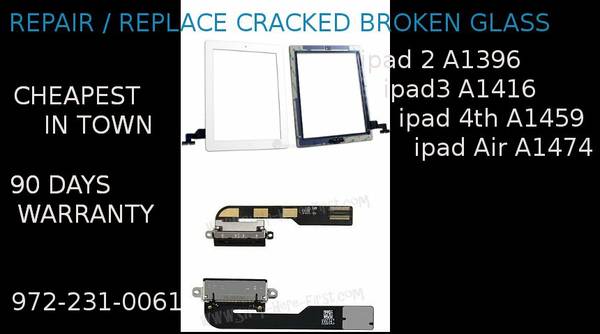 REPAIR / REPLACE CRACKED BROKEN GLASS
ipad 2 A1396
ipad3 A1416
ipad 4th A1459
ipad Air A1474
CHEAPEST
IN TOWN
90 DAYS
WARRANTY
972-231-0061